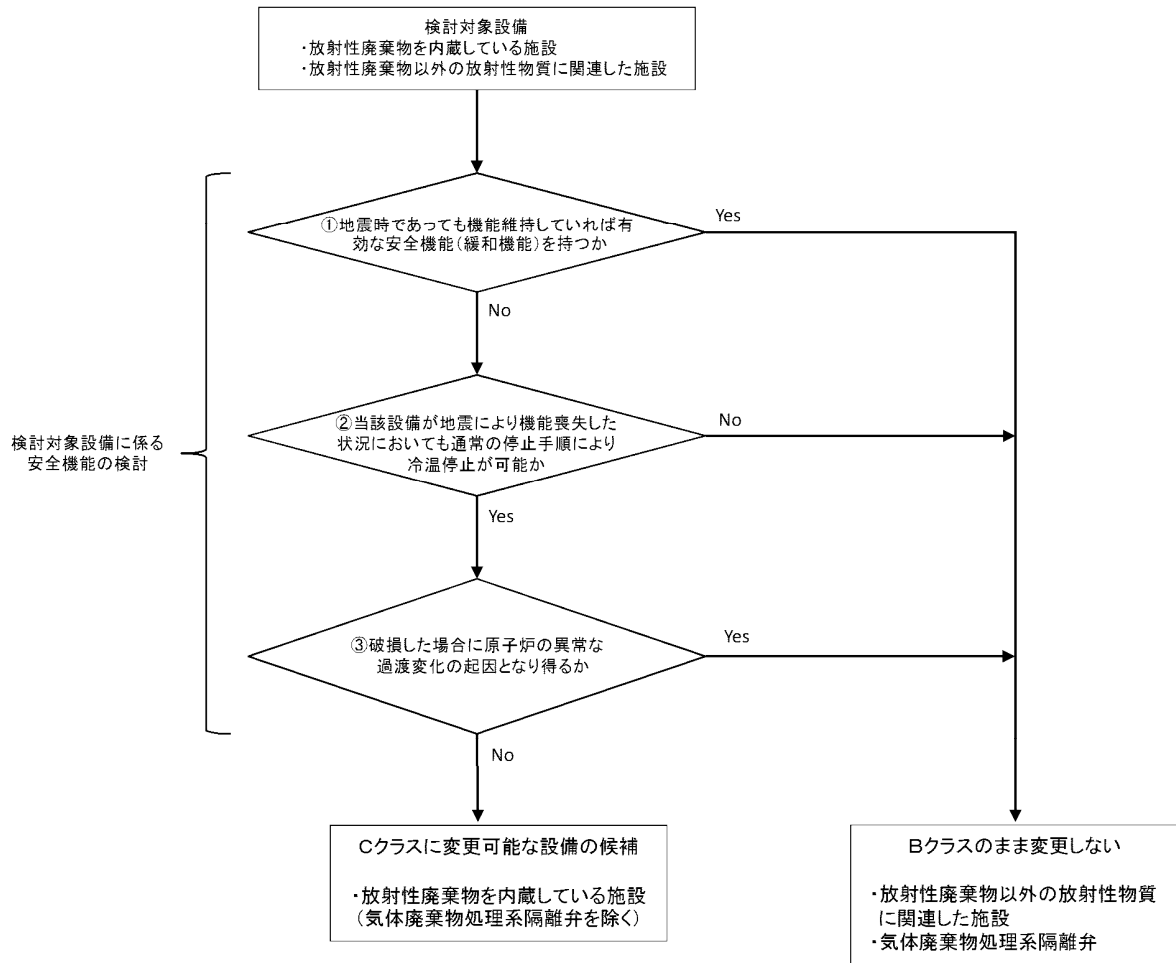 検討対象設備
・放射性廃棄物を内蔵している施設
・放射性廃棄物以外の放射性物質に関連した施設
①地震時であっても機能維持していれば有
効な安全機能(緩和機能)を持つか
Yes
No
②当該設備が地震により機能喪失した
状況においても通常の停止手順により
冷温停止が可能か
No
検討対象設備に係る
安全機能の検討
Yes
③破損した場合に原子炉の異常な
過渡変化の起因となり得るか
Yes
No
Cクラスに変更可能な設備の候補
・放射性廃棄物を内蔵している施設
(気体廃棄物処理系隔離弁を除く)
Bクラスのまま変更しない
・放射性廃棄物以外の放射性物質
に関連した施設
・気体廃棄物処理系隔離弁